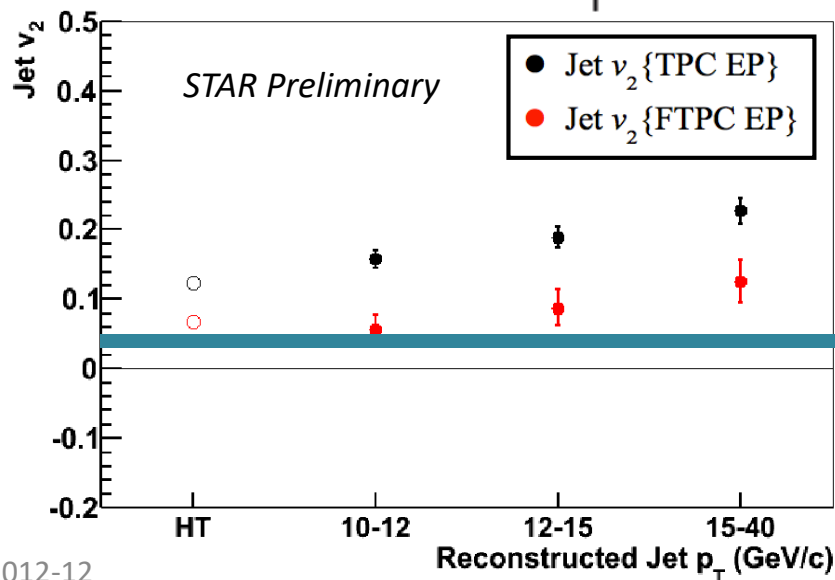 0.5
0.4
0.3
0.2
0.1
0
-0.1
-0.2
Jet v2
STAR Preliminary
Jet v2{TPC EP}
Jet v2{FTPC EP}
HT 10-12 12-15 15-40
Reconstructed Jet pT (GeV/c)
012-12